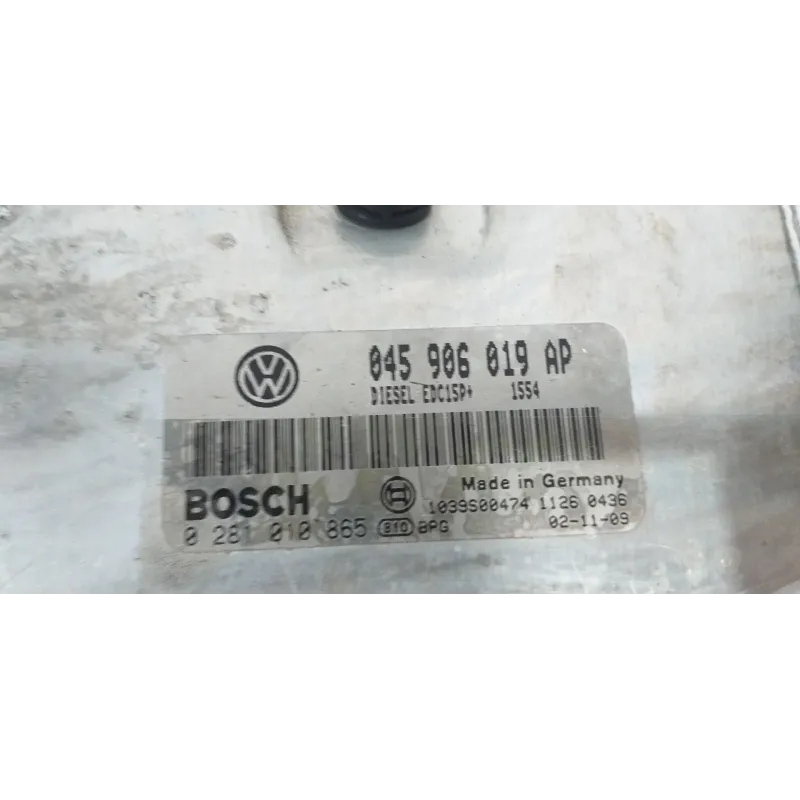 045 906 019 AP
DIESEL EDC15P+ 1554
BOSCH Made in Germany
1039S00474 1126 0436
0 281 010 865 810 BPG 02-11-09